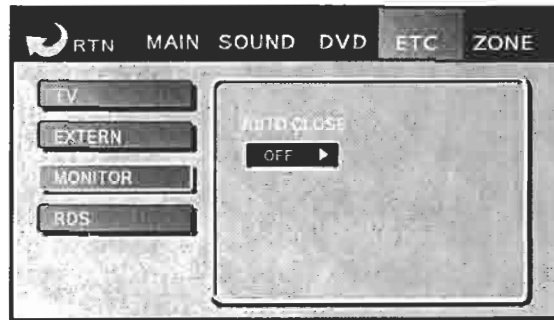 RTN MAIN SOUND DVD ETC ZONE
TV
EXTERN
MONITOR
RDS
AUTO CLOSE
OFF